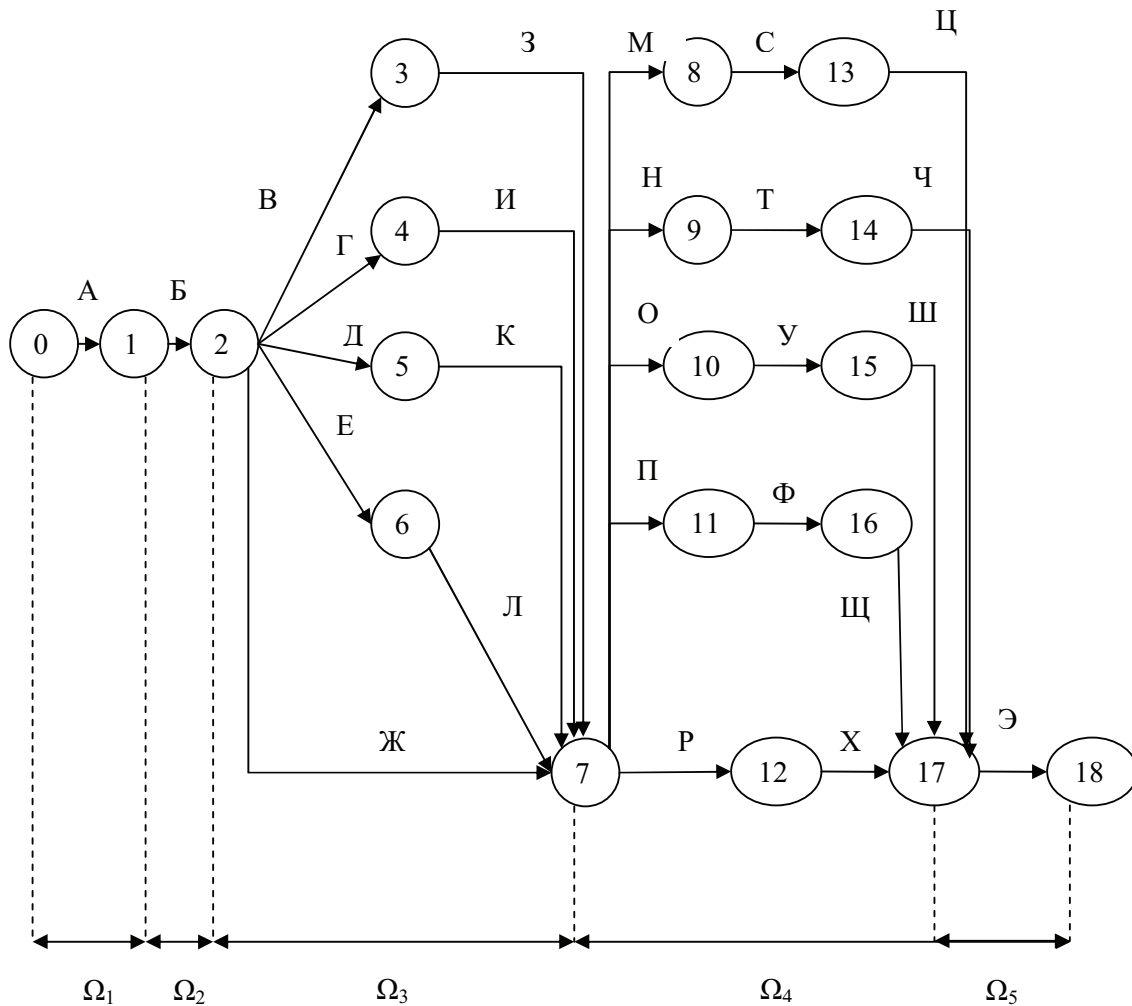 З М С Ц
3 8 13
В И Н Т Ч
Г 4 9 14
А Б Д К О У Ш
0 1 2 5 10 15
Е П Ф
6 11 16
Л Щ
Ж Р Х Э
7 12 17 18
Ω1 Ω2 Ω3 Ω4 Ω5